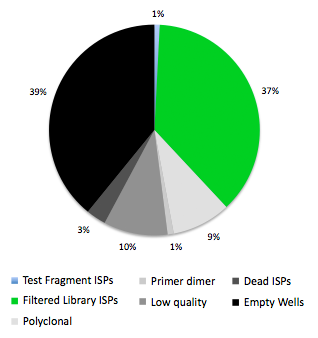 1%
39%
37%
3%
10%
1%
9%
Test Fragment ISPs
Primer dimer
Dead ISPs
Filtered Library ISPs
Low quality
Empty Wells
Polyclonal